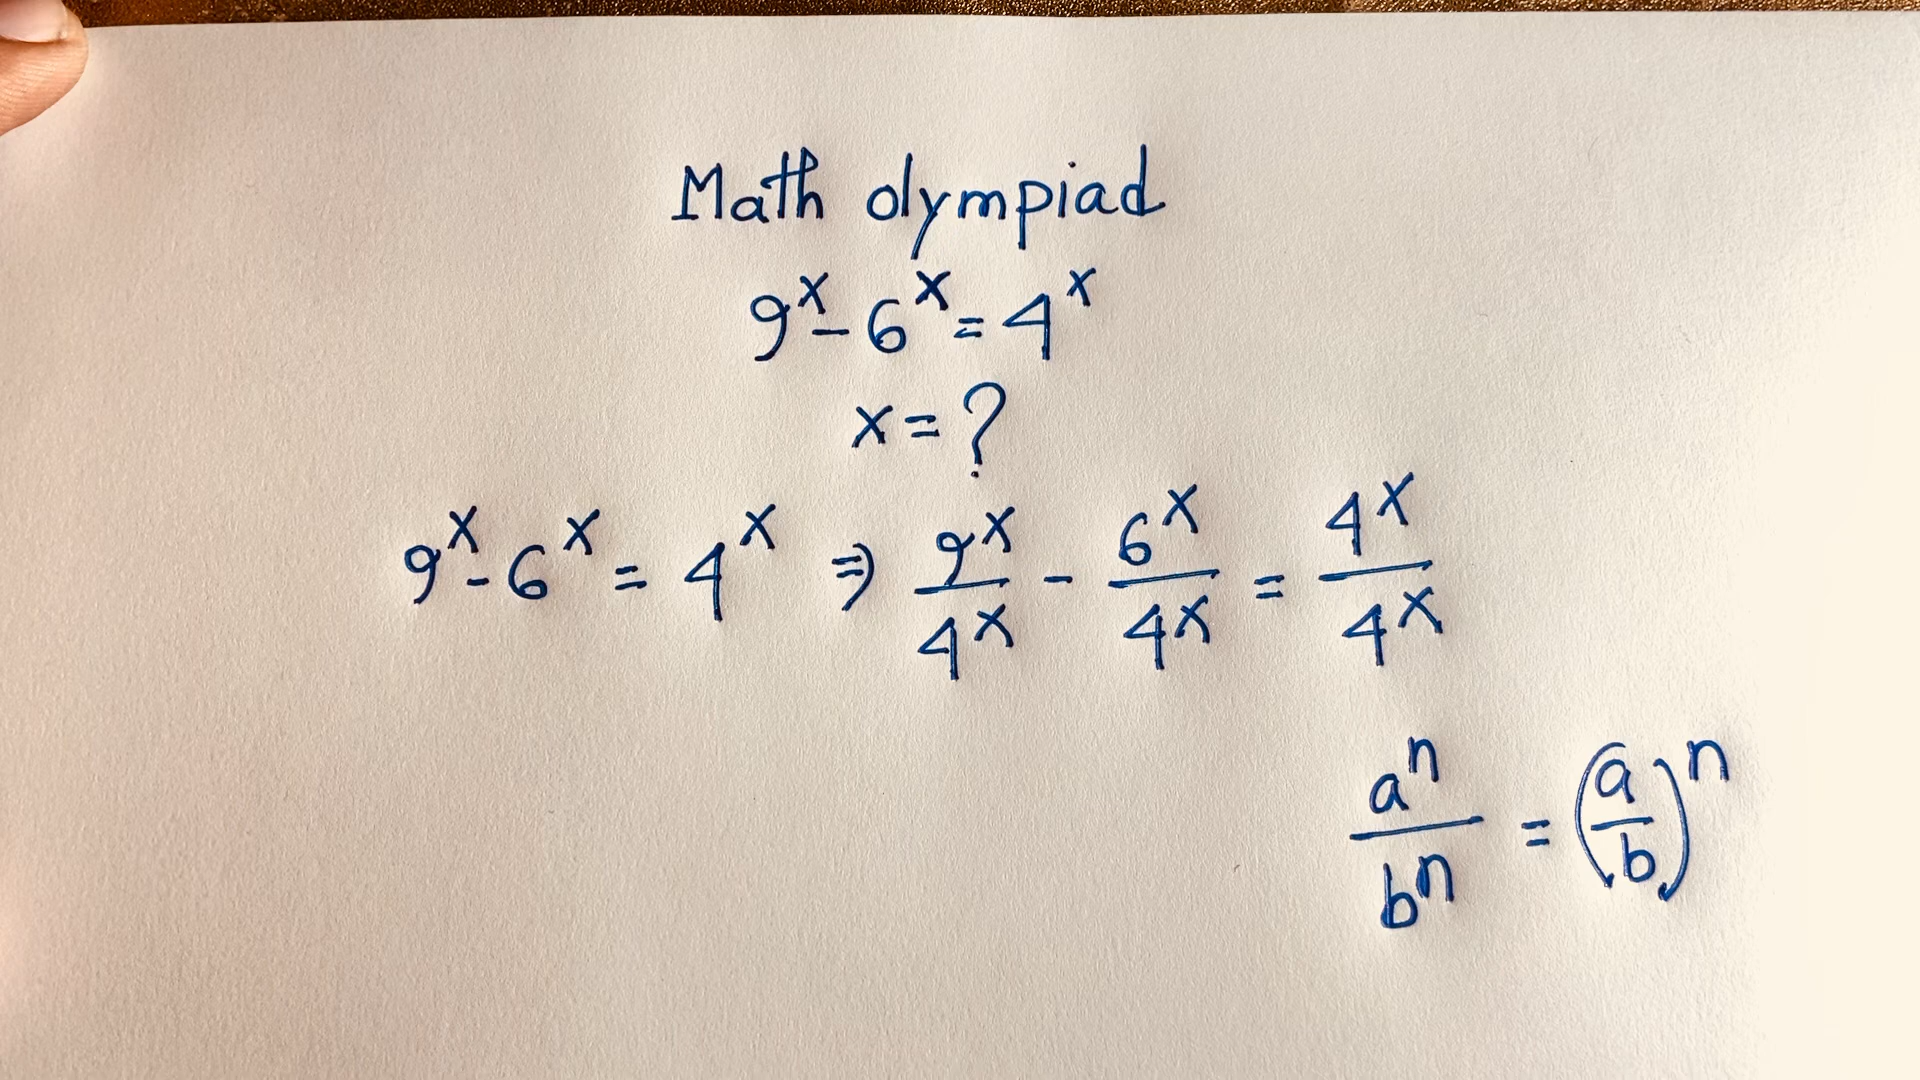 Math olympiad
9^x - 6^x = 4^x
x = ?
9^x - 6^x = 4^x ⇒ 9^x/4^x - 6^x/4^x = 4^x/4^x
a^n/b^n = (a/b)^n